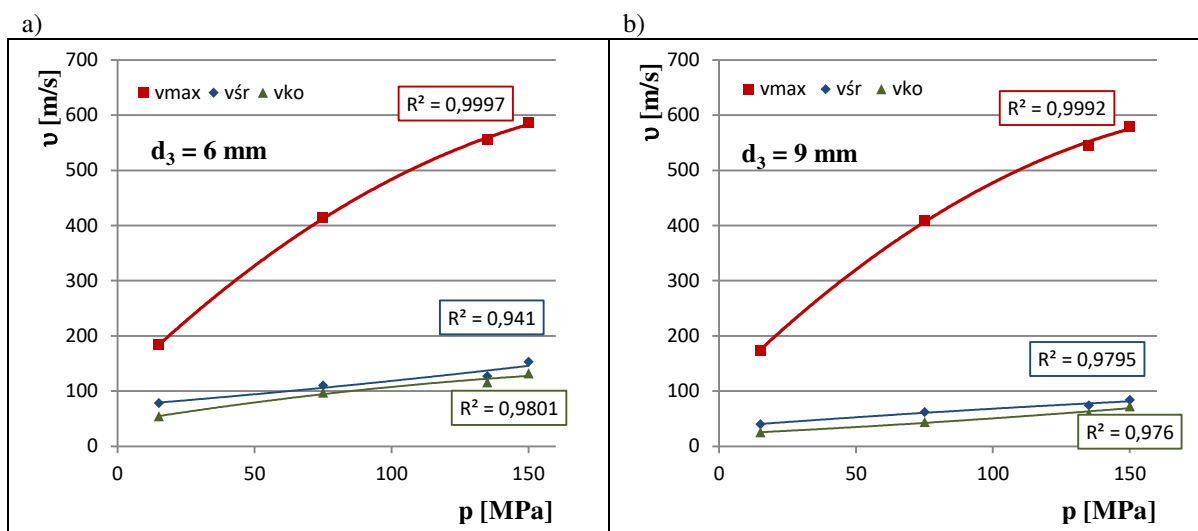 a)
700
600
500
400
300
200
100
0
υ [m/s]
vmax vśr vko
R² = 0,9997
d₃ = 6 mm
R² = 0,941
R² = 0,9801
0 50 100 150
p [MPa]
b)
700
600
500
400
300
200
100
0
υ [m/s]
vmax vśr vko
R² = 0,9992
d₃ = 9 mm
R² = 0,9795
R² = 0,976
0 50 100 150
p [MPa]